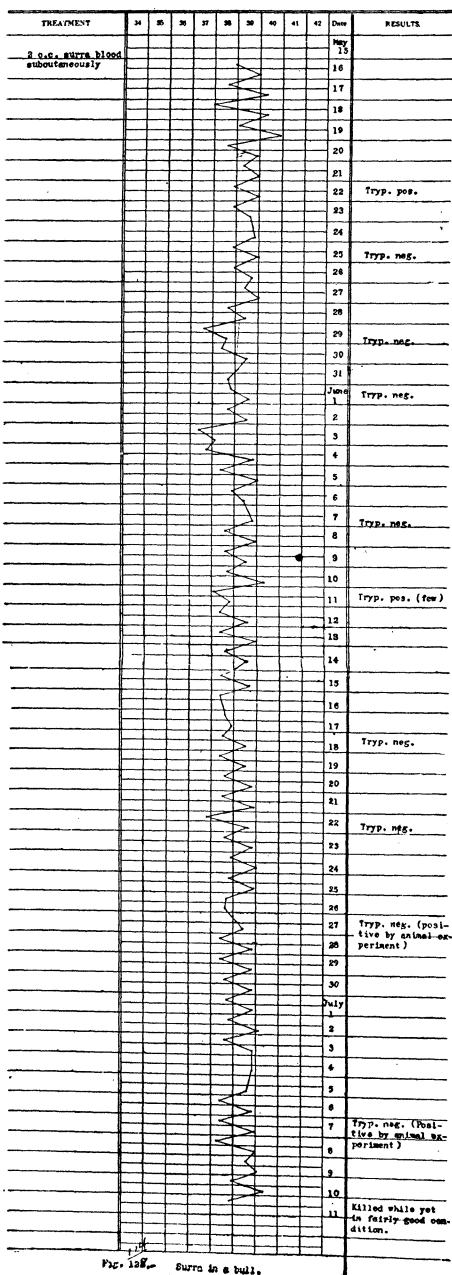 TREATMENT 34 35 36 37 38 39 40 41 42 Date RESULTS.
May
2 c.c. surra blood 15
subcutaneously
16
17
18
19
20
21
22 Tryp. pos.
23
24
25 Tryp. neg.
26
27
28
29 Tryp. neg.
30
31
June Tryp. neg.
1
2
3
4
5
6
7 Tryp. neg.
8
9
10
11 Tryp. pos. (few)
12
13
14
15
16
17
18 Tryp. neg.
19
20
21
22 Tryp. neg.
23
24
25
26
27 Tryp. neg. (posi-
tive by animal ex-
28 periment)
29
30
July
1
2
3
4
5
6
7 Tryp. neg. (Posi-
tive by animal ex-
8 periment)
9
10
11 Killed while yet
in fairly good con-
dition.
Fig. 128. Surra in a bull.